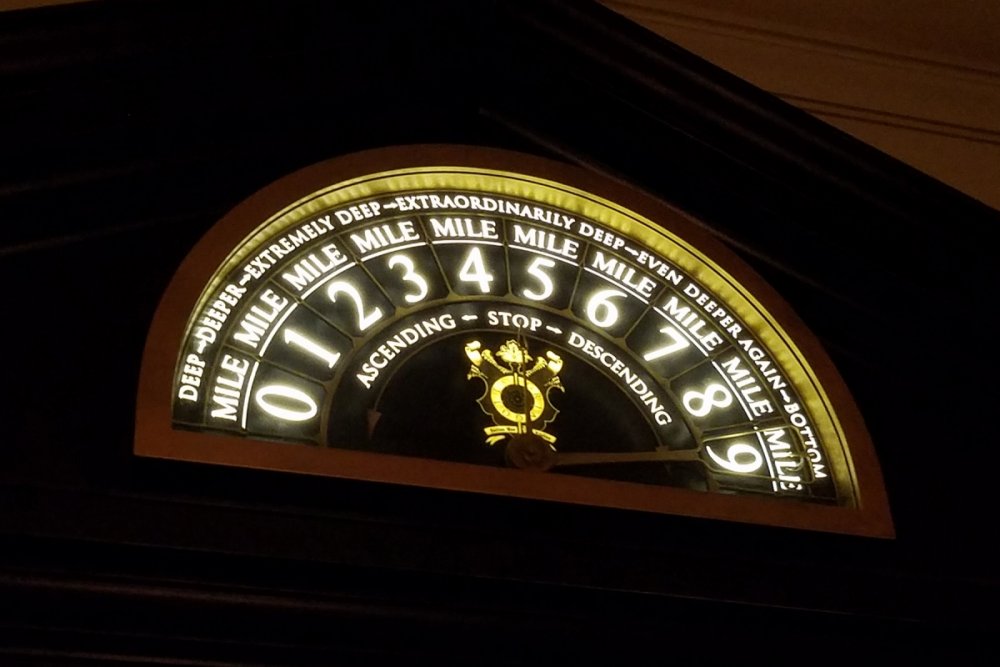 DEEP→DEEPER→EXTREMELY DEEP→EXTRAORDINARILY DEEP→EVEN DEEPER AGAIN→BOTTOM
MILE MILE MILE MILE MILE MILE MILE MILE MILE MILE
0 1 2 3 4 5 6 7 8 9
ASCENDING ~ STOP ~ DESCENDING